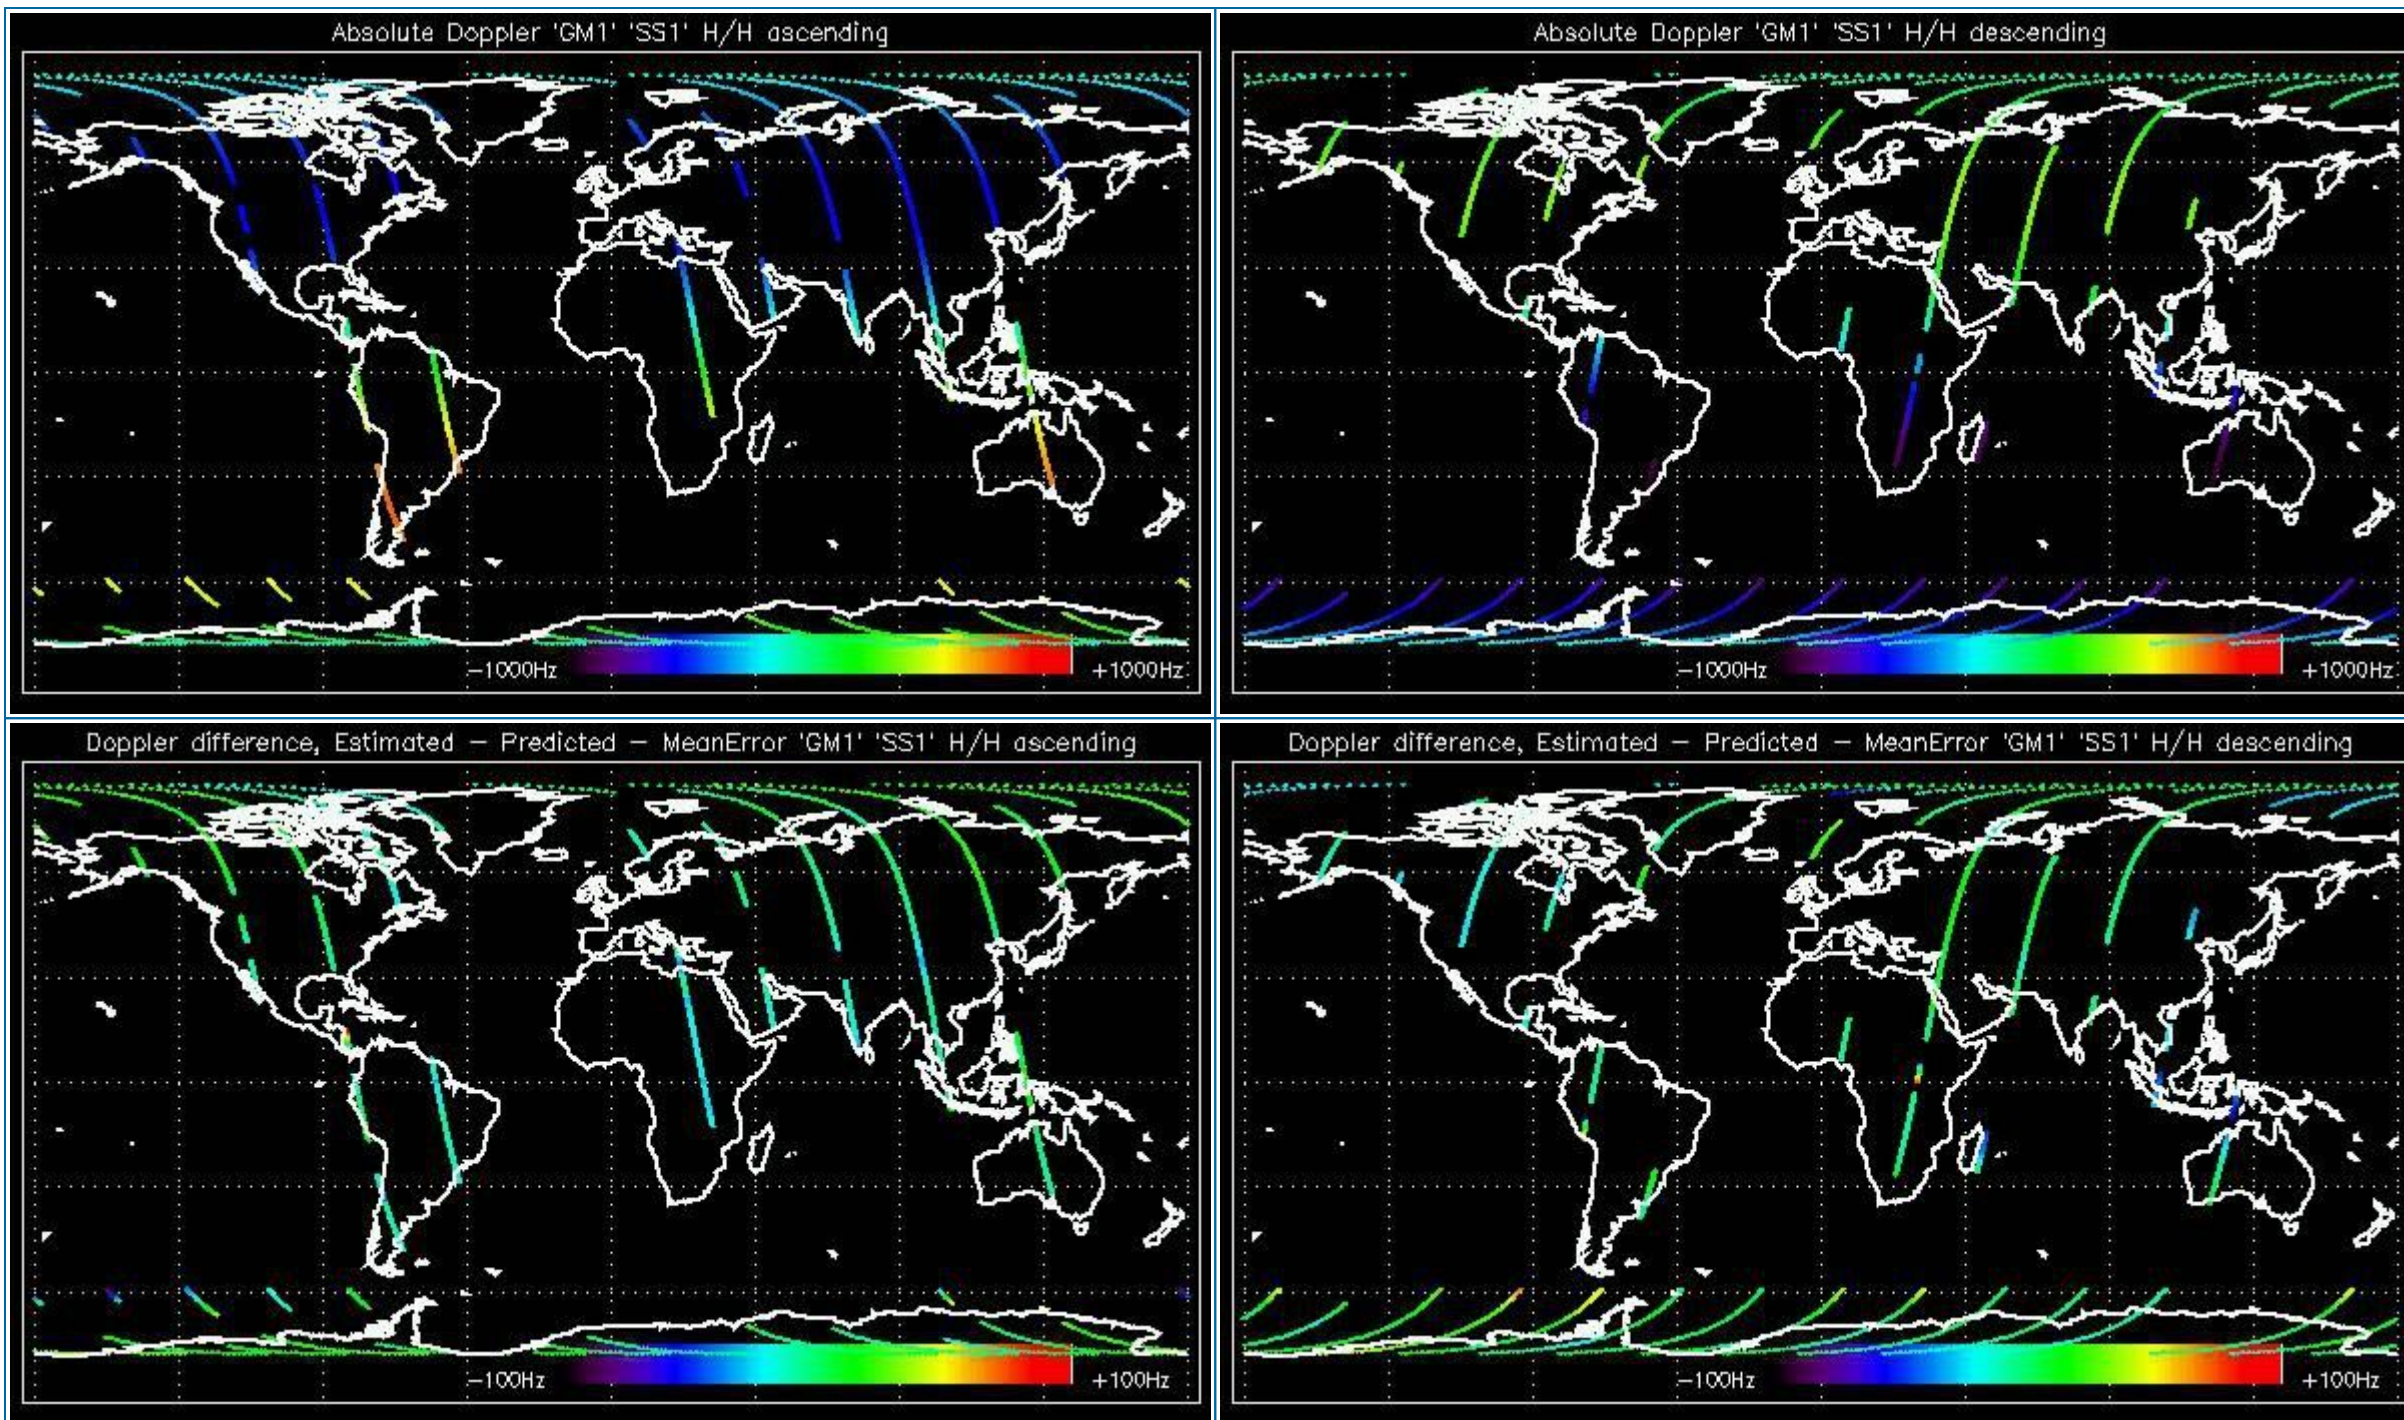 Absolute Doppler 'GM1' 'SS1' H/H ascending
−1000Hz
+1000Hz
Absolute Doppler 'GM1' 'SS1' H/H descending
−1000Hz
+1000Hz
Doppler difference, Estimated − Predicted − MeanError 'GM1' 'SS1' H/H ascending
−100Hz
+100Hz
Doppler difference, Estimated − Predicted − MeanError 'GM1' 'SS1' H/H descending
−100Hz
+100Hz